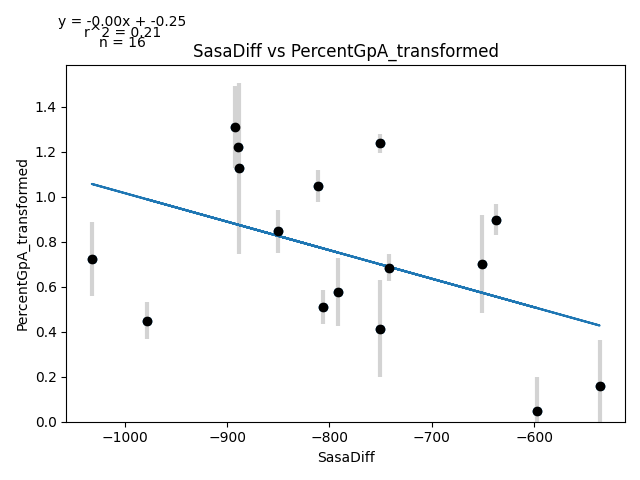 y = -0.00x + -0.25
r^2 = 0.21
n = 16
SasaDiff vs PercentGpA_transformed
PercentGpA_transformed
1.4
1.2
1.0
0.8
0.6
0.4
0.2
0.0
−1000 −900 −800 −700 −600
SasaDiff